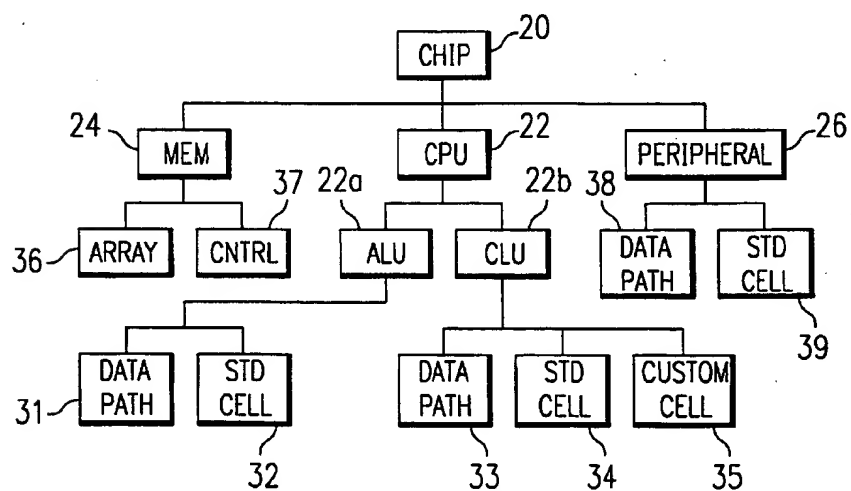 20
CHIP
24
22
26
MEM
CPU
PERIPHERAL
37
22a
22b
38
36
ARRAY
CNTRL
ALU
CLU
DATA
PATH
STD
CELL
39
31
DATA
PATH
STD
CELL
DATA
PATH
STD
CELL
CUSTOM
CELL
32
33
34
35